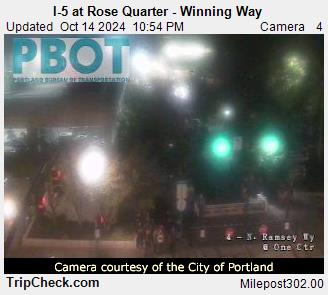 I-5 at Rose Quarter - Winning Way
Updated Oct 14 2024 10:54 PM Camera 4
PBOT
PORTLAND BUREAU OF TRANSPORTATION
4 - N. Ramsey Wy
@ One Ctr
Camera courtesy of the City of Portland
TripCheck.com Milepost302.00